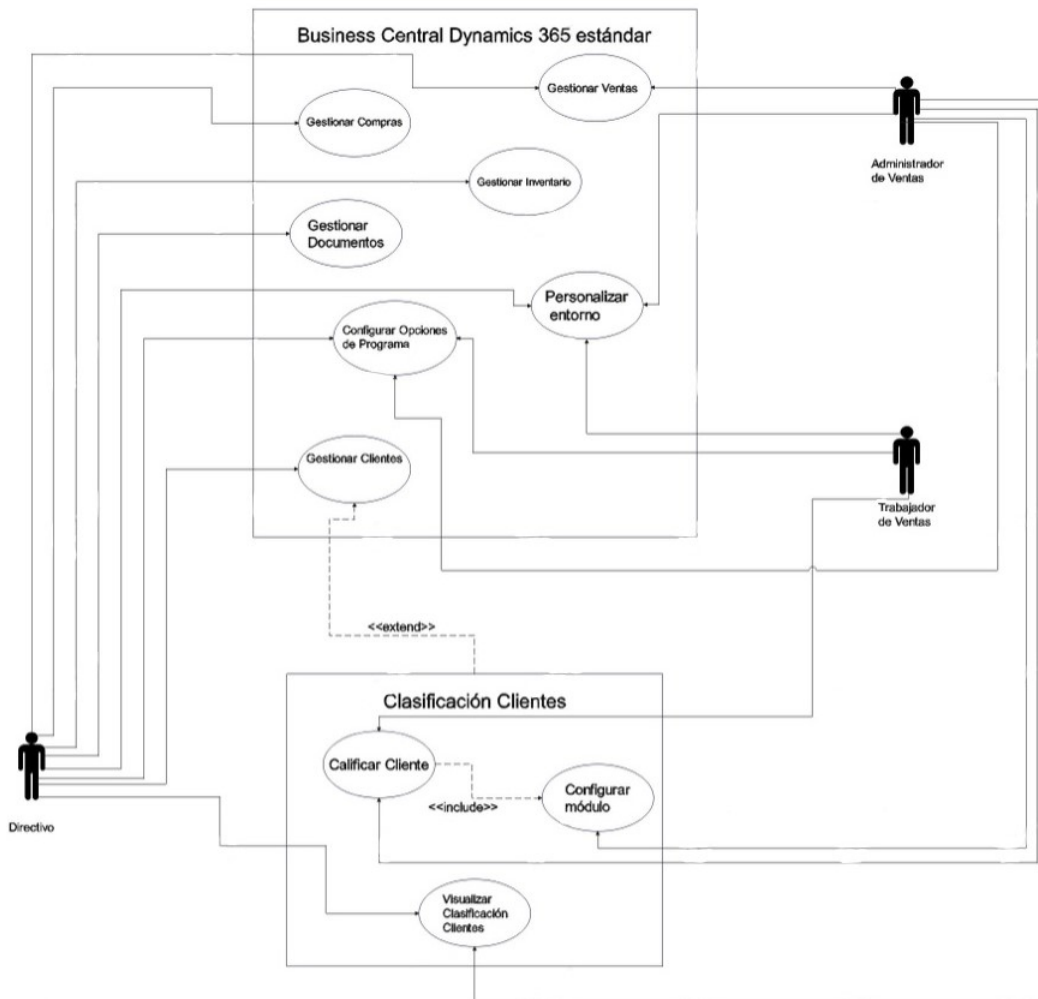 Business Central Dynamics 365 estándar
Gestionar Ventas
Gestionar Compras
Administrador
de Ventas
Gestionar Inventario
Gestionar
Documentos
Personalizar
entorno
Configurar Opciones
de Programa
Gestionar Clientes
Trabajador
de Ventas
<<extend>>
Clasificación Clientes
Calificar Cliente
Configurar
módulo
<<include>>
Directivo
Visualizar
Clasificación
Clientes